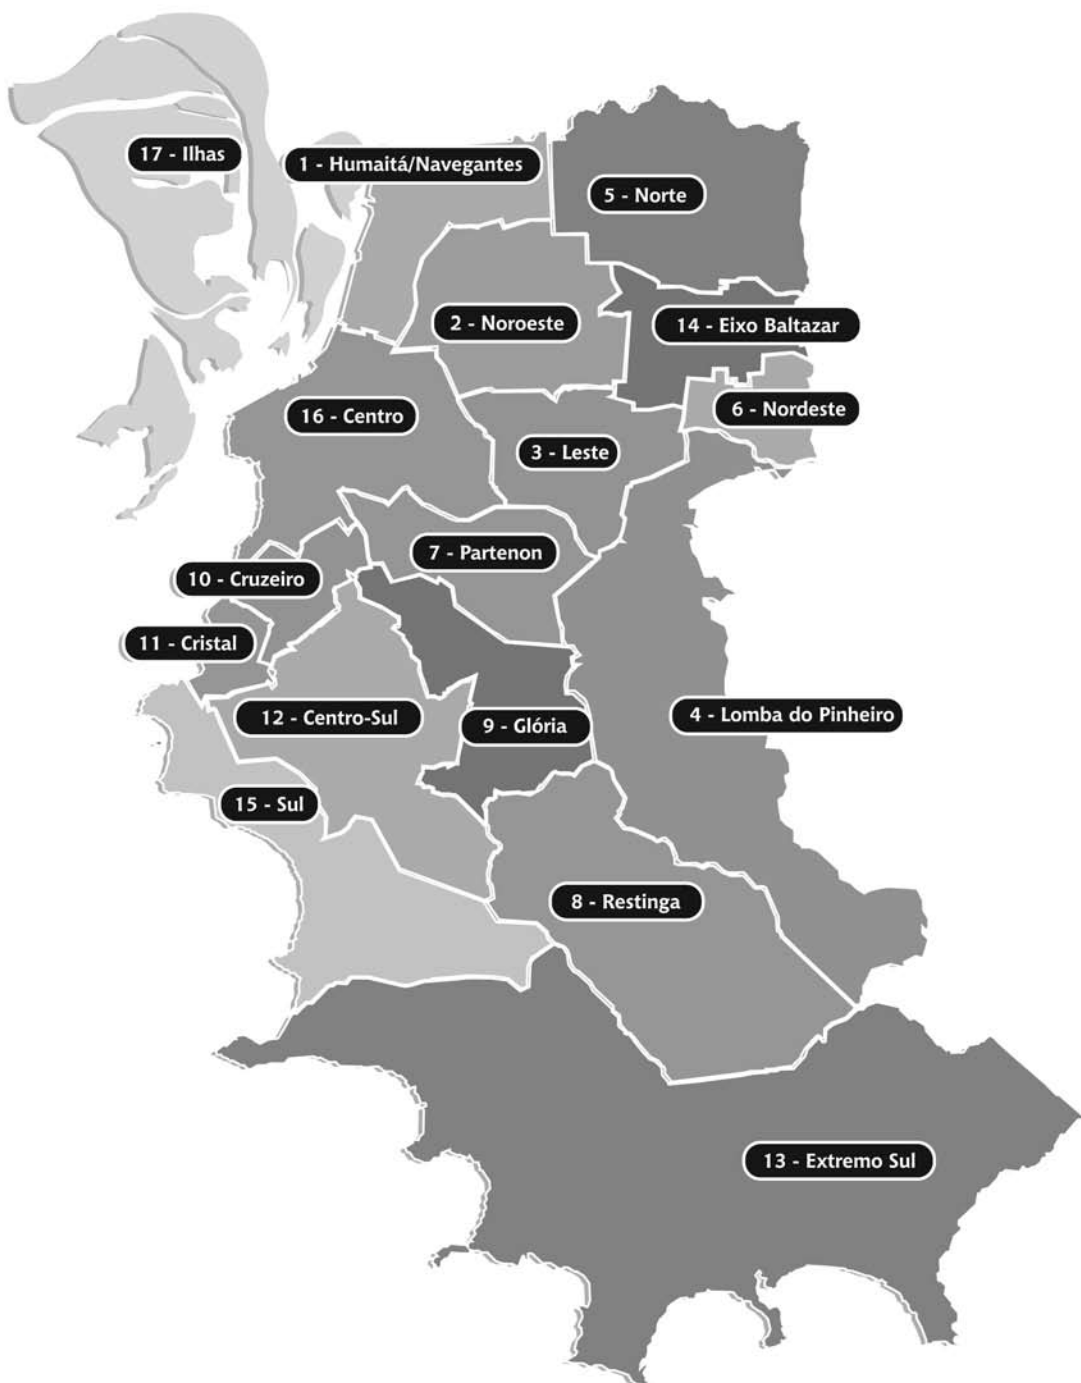 17 - Ilhas
1 - Humaitá/Navegantes
5 - Norte
2 - Noroeste
14 - Eixo Baltazar
16 - Centro
6 - Nordeste
3 - Leste
7 - Partenon
10 - Cruzeiro
11 - Cristal
12 - Centro-Sul
9 - Glória
4 - Lomba do Pinheiro
15 - Sul
8 - Restinga
13 - Extremo Sul